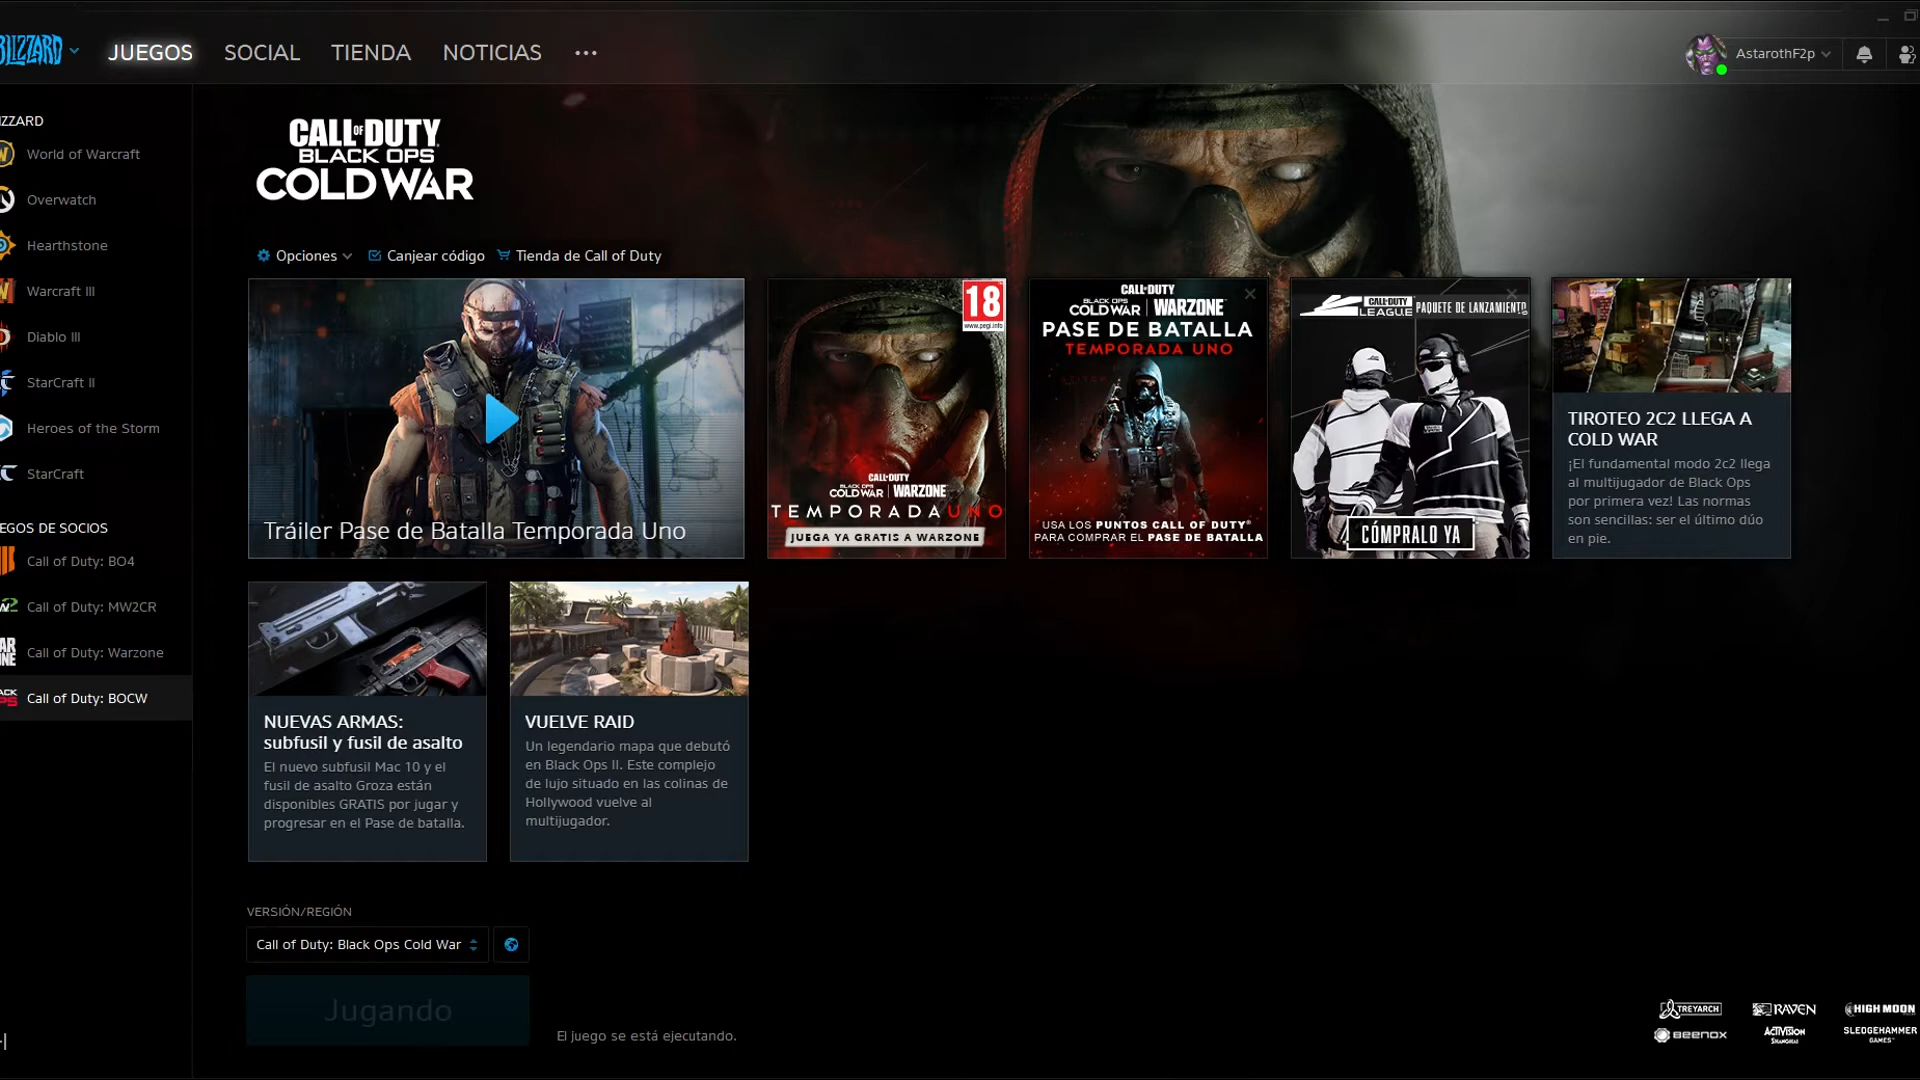 BLIZZARD
JUEGOS
SOCIAL
TIENDA
NOTICIAS
AstarothF2p
IZZARD
World of Warcraft
Overwatch
Hearthstone
Warcraft III
Diablo III
StarCraft II
Heroes of the Storm
StarCraft
EGOS DE SOCIOS
Call of Duty: BO4
Call of Duty: MW2CR
Call of Duty: Warzone
Call of Duty: BOCW
CALL OF DUTY
BLACK OPS
COLD WAR
Opciones
Canjear código
Tienda de Call of Duty
Tráiler Pase de Batalla Temporada Uno
18
www.pegi.info
CALL OF DUTY
BLACK OPS
COLD WAR | WARZONE
TEMPORADA UNO
JUEGA YA GRATIS A WARZONE
CALL OF DUTY
BLACK OPS
COLD WAR | WARZONE
PASE DE BATALLA
TEMPORADA UNO
USA LOS PUNTOS CALL OF DUTY®
PARA COMPRAR EL PASE DE BATALLA
CALL OF DUTY
LEAGUE
PAQUETE DE LANZAMIENTO
CÓMPRALO YA
TIROTEO 2C2 LLEGA A
COLD WAR
¡El fundamental modo 2c2 llega
al multijugador de Black Ops
por primera vez! Las normas
son sencillas: ser el último dúo
en pie.
NUEVAS ARMAS:
subfusil y fusil de asalto
El nuevo subfusil Mac 10 y el
fusil de asalto Groza están
disponibles GRATIS por jugar y
progresar en el Pase de batalla.
VUELVE RAID
Un legendario mapa que debutó
en Black Ops II. Este complejo
de lujo situado en las colinas de
Hollywood vuelve al
multijugador.
VERSIÓN/REGIÓN
Call of Duty: Black Ops Cold War
Jugando
El juego se está ejecutando.
TREYARCH
RAVEN
HIGH MOON
BEENOX
ACTIVISION
SHANGHAI
SLEDGEHAMMER
GAMES